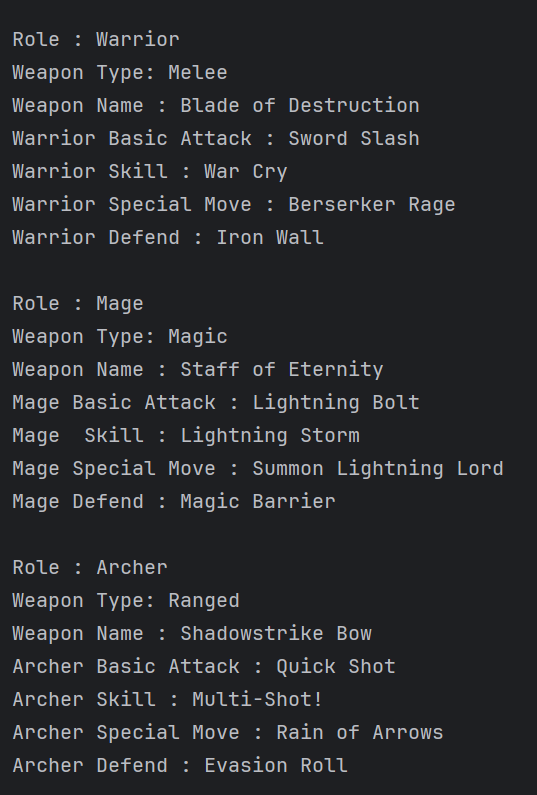 Role : Warrior
Weapon Type: Melee
Weapon Name : Blade of Destruction
Warrior Basic Attack : Sword Slash
Warrior Skill : War Cry
Warrior Special Move : Berserker Rage
Warrior Defend : Iron Wall

Role : Mage
Weapon Type: Magic
Weapon Name : Staff of Eternity
Mage Basic Attack : Lightning Bolt
Mage  Skill : Lightning Storm
Mage Special Move : Summon Lightning Lord
Mage Defend : Magic Barrier

Role : Archer
Weapon Type: Ranged
Weapon Name : Shadowstrike Bow
Archer Basic Attack : Quick Shot
Archer Skill : Multi-Shot!
Archer Special Move : Rain of Arrows
Archer Defend : Evasion Roll